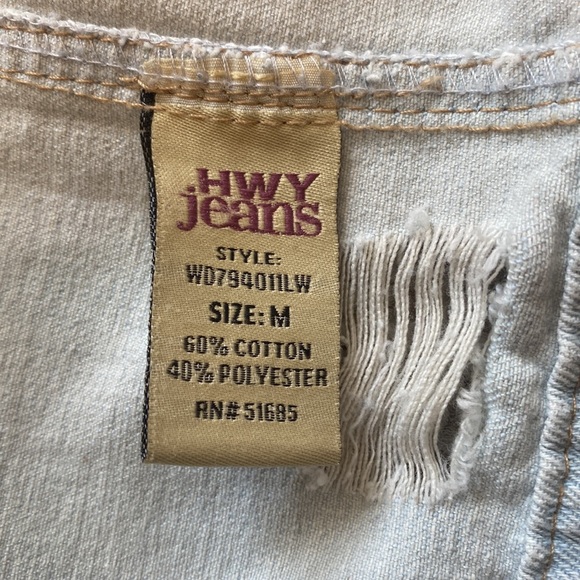 HWY
jeans
STYLE:
WD794011LW
SIZE: M
60% COTTON
40% POLYESTER
RN# 51685